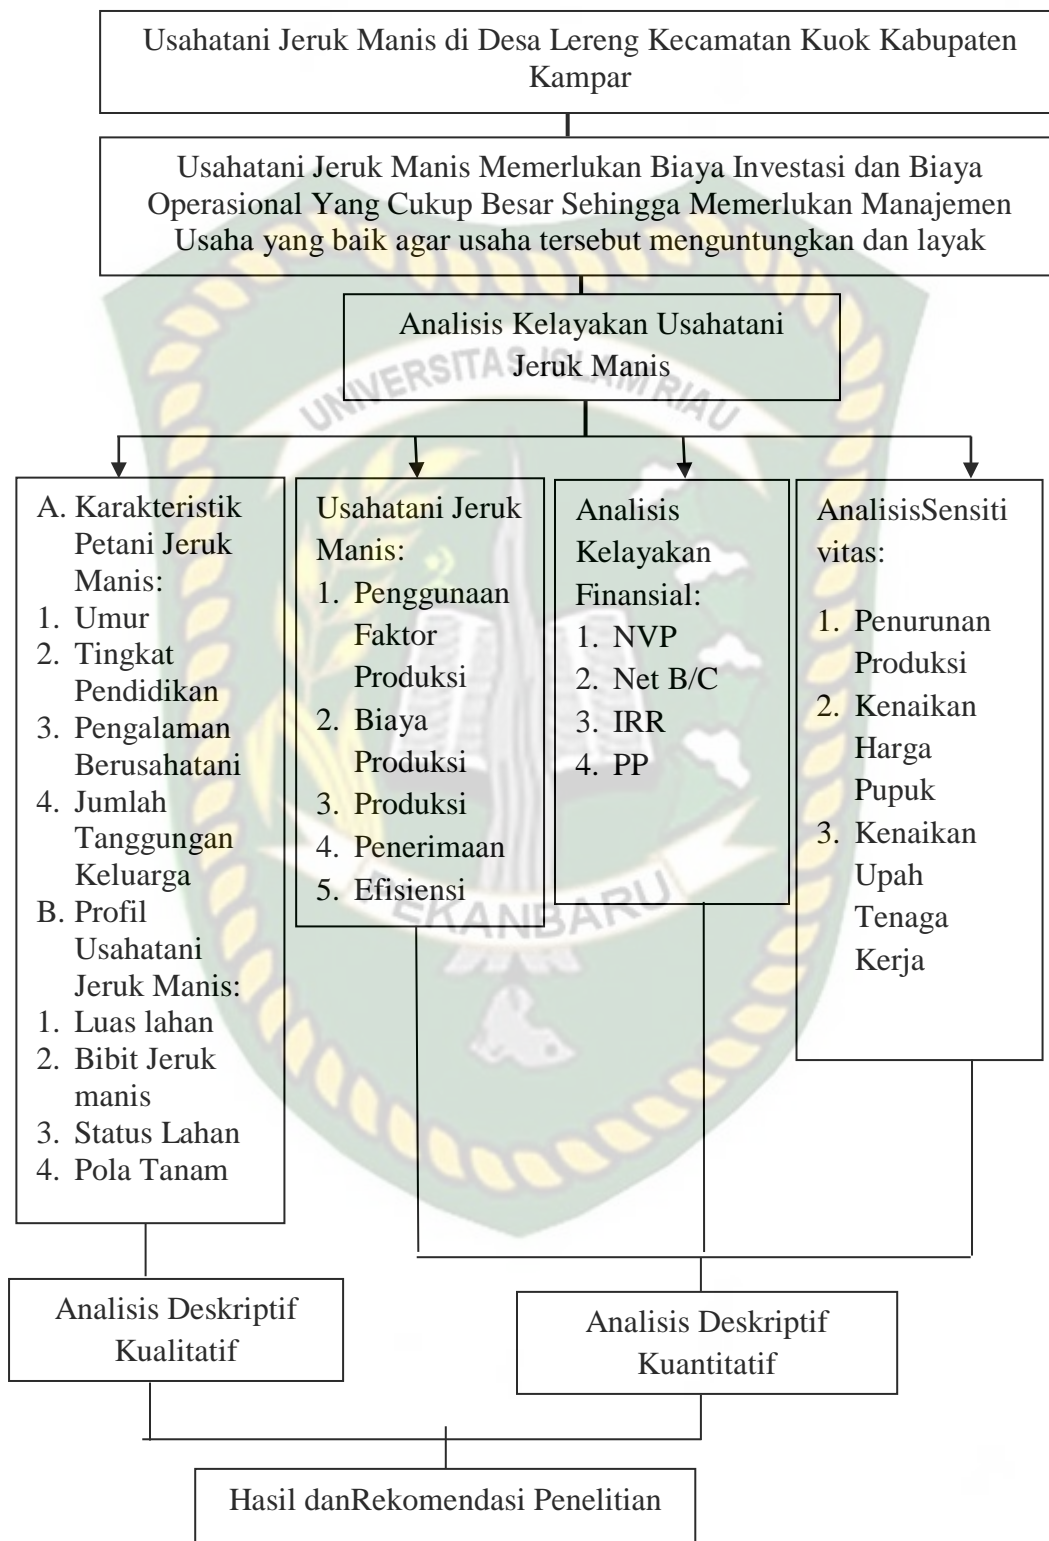 Usahatani Jeruk Manis di Desa Lereng Kecamatan Kuok Kabupaten
Kampar
Usahatani Jeruk Manis Memerlukan Biaya Investasi dan Biaya
Operasional Yang Cukup Besar Sehingga Memerlukan Manajemen
Usaha yang baik agar usaha tersebut menguntungkan dan layak
Analisis Kelayakan Usahatani
Jeruk Manis
UNIVERSITAS ISLAM RIAU
A. Karakteristik
Petani Jeruk
Manis:
1. Umur
2. Tingkat
Pendidikan
3. Pengalaman
Berusahatani
4. Jumlah
Tanggungan
Keluarga
B. Profil
Usahatani
Jeruk Manis:
1. Luas lahan
2. Bibit Jeruk
manis
3. Status Lahan
4. Pola Tanam
Usahatani Jeruk
Manis:
1. Penggunaan
Faktor
Produksi
2. Biaya
Produksi
3. Produksi
4. Penerimaan
5. Efisiensi
Analisis
Kelayakan
Finansial:
1. NVP
2. Net B/C
3. IRR
4. PP
AnalisisSensiti
vitas:
1. Penurunan
Produksi
2. Kenaikan
Harga
Pupuk
3. Kenaikan
Upah
Tenaga
Kerja
PEKANBARU
Analisis Deskriptif
Kualitatif
Analisis Deskriptif
Kuantitatif
Hasil danRekomendasi Penelitian